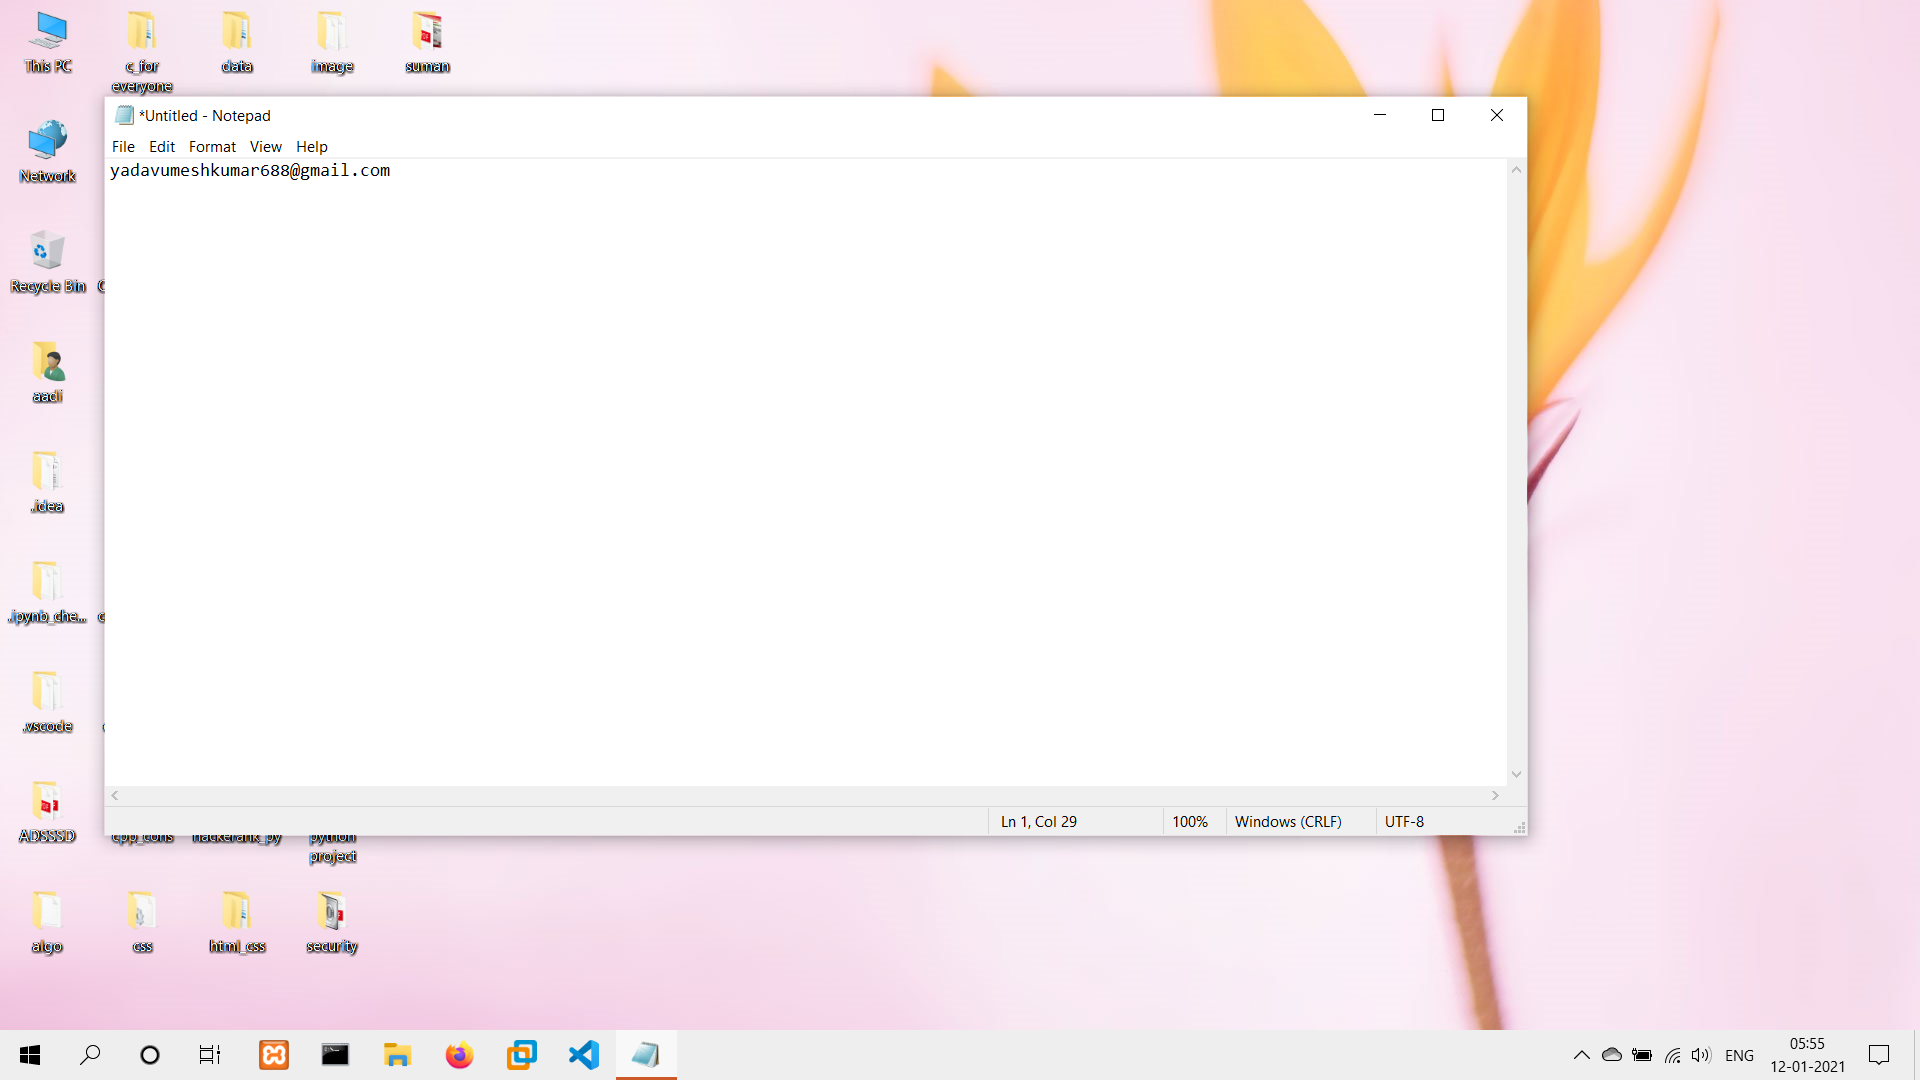 This PC
c_for everyone
data
image
suman
*Untitled - Notepad
File Edit Format View Help
yadavumeshkumar688@gmail.com
Network
Recycle Bin
aadi
.idea
.ipynb_che...
.vscode
ADSSSD
cpp_cons
hackerank_py
python project
Ln 1, Col 29
100%
Windows (CRLF)
UTF-8
algo
css
html_css
security
ENG
05:55
12-01-2021